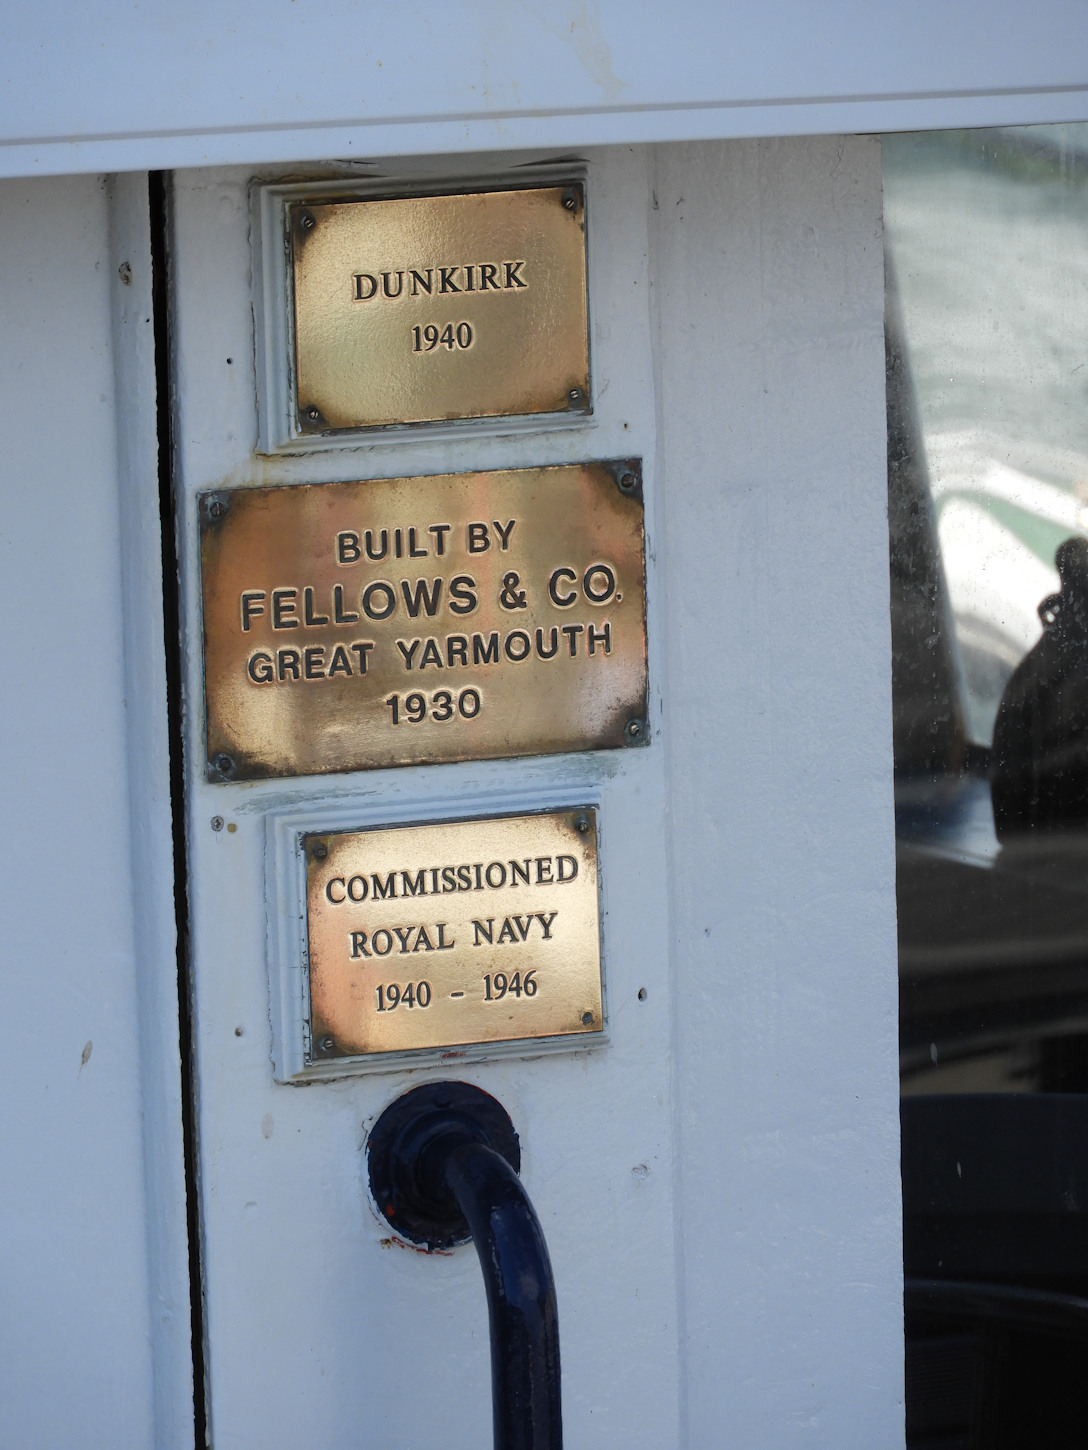 DUNKIRK
1940
BUILT BY
FELLOWS & CO.
GREAT YARMOUTH
1930
COMMISSIONED
ROYAL NAVY
1940 - 1946